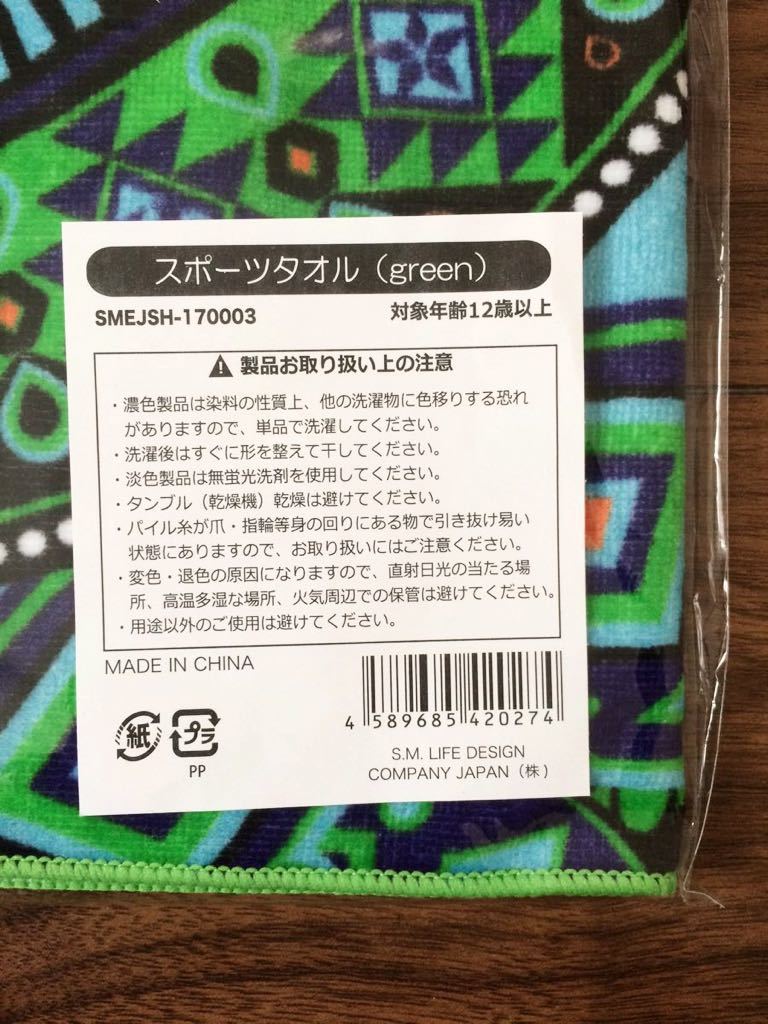 スポーツタオル（green）
SMEJSH-170003 対象年齢12歳以上
製品お取り扱い上の注意
・濃色製品は染料の性質上、他の洗濯物に色移りする恐れ
がありますので、単品で洗濯してください。
・洗濯後はすぐに形を整えて干してください。
・淡色製品は無蛍光洗剤を使用してください。
・タンブル（乾燥機）乾燥は避けてください。
・パイル糸が爪・指輪等身の回りにある物で引き抜け易い
状態にありますので、お取り扱いにはご注意ください。
・変色・退色の原因になりますので、直射日光の当たる場
所、高温多湿な場所、火気周辺での保管は避けてください。
・用途以外のご使用は避けてください。
MADE IN CHINA
紙 プラ
PP
4 589685 420274
S.M. LIFE DESIGN
COMPANY JAPAN（株）